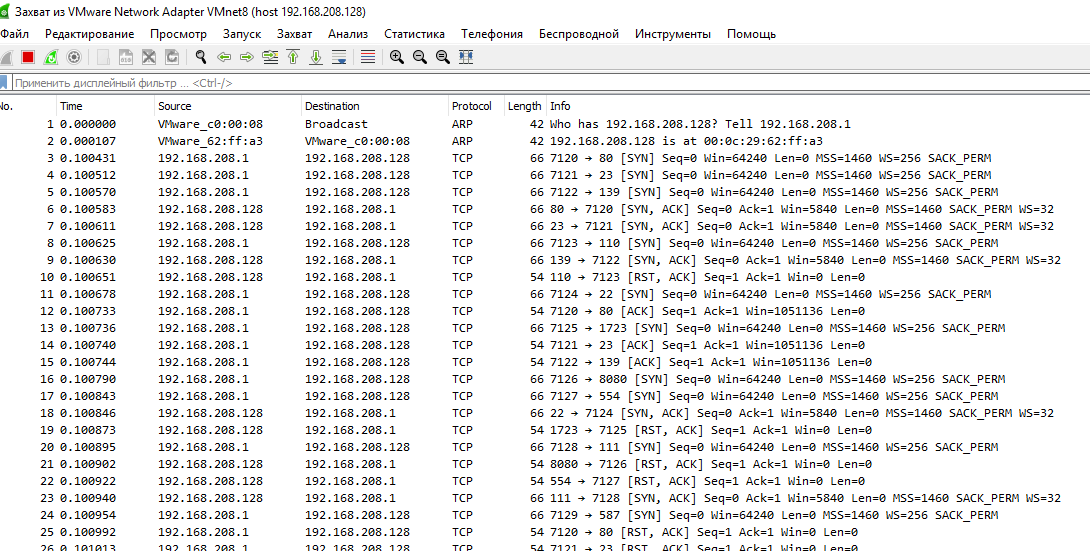 Захват из VMware Network Adapter VMnet8 (host 192.168.208.128)
Файл Редактирование Просмотр Запуск Захват Анализ Статистика Телефония Беспроводной Инструменты Помощь
Применить дисплейный фильтр ... <Ctrl-/>
No. Time Source Destination Protocol Length Info
1 0.000000 VMware_c0:00:08 Broadcast ARP 42 Who has 192.168.208.128? Tell 192.168.208.1
2 0.000107 VMware_62:ff:a3 VMware_c0:00:08 ARP 42 192.168.208.128 is at 00:0c:29:62:ff:a3
3 0.100431 192.168.208.1 192.168.208.128 TCP 66 7120 → 80 [SYN] Seq=0 Win=64240 Len=0 MSS=1460 WS=256 SACK_PERM
4 0.100512 192.168.208.1 192.168.208.128 TCP 66 7121 → 23 [SYN] Seq=0 Win=64240 Len=0 MSS=1460 WS=256 SACK_PERM
5 0.100570 192.168.208.1 192.168.208.128 TCP 66 7122 → 139 [SYN] Seq=0 Win=64240 Len=0 MSS=1460 WS=256 SACK_PERM
6 0.100583 192.168.208.128 192.168.208.1 TCP 66 80 → 7120 [SYN, ACK] Seq=0 Ack=1 Win=5840 Len=0 MSS=1460 SACK_PERM WS=32
7 0.100611 192.168.208.128 192.168.208.1 TCP 66 23 → 7121 [SYN, ACK] Seq=0 Ack=1 Win=5840 Len=0 MSS=1460 SACK_PERM WS=32
8 0.100625 192.168.208.1 192.168.208.128 TCP 66 7123 → 110 [SYN] Seq=0 Win=64240 Len=0 MSS=1460 WS=256 SACK_PERM
9 0.100630 192.168.208.128 192.168.208.1 TCP 66 139 → 7122 [SYN, ACK] Seq=0 Ack=1 Win=5840 Len=0 MSS=1460 SACK_PERM WS=32
10 0.100651 192.168.208.128 192.168.208.1 TCP 54 110 → 7123 [RST, ACK] Seq=1 Ack=1 Win=0 Len=0
11 0.100678 192.168.208.1 192.168.208.128 TCP 66 7124 → 22 [SYN] Seq=0 Win=64240 Len=0 MSS=1460 WS=256 SACK_PERM
12 0.100733 192.168.208.1 192.168.208.128 TCP 54 7120 → 80 [ACK] Seq=1 Ack=1 Win=1051136 Len=0
13 0.100736 192.168.208.1 192.168.208.128 TCP 66 7125 → 1723 [SYN] Seq=0 Win=64240 Len=0 MSS=1460 WS=256 SACK_PERM
14 0.100740 192.168.208.1 192.168.208.128 TCP 54 7121 → 23 [ACK] Seq=1 Ack=1 Win=1051136 Len=0
15 0.100744 192.168.208.1 192.168.208.128 TCP 54 7122 → 139 [ACK] Seq=1 Ack=1 Win=1051136 Len=0
16 0.100790 192.168.208.1 192.168.208.128 TCP 66 7126 → 8080 [SYN] Seq=0 Win=64240 Len=0 MSS=1460 WS=256 SACK_PERM
17 0.100843 192.168.208.1 192.168.208.128 TCP 66 7127 → 554 [SYN] Seq=0 Win=64240 Len=0 MSS=1460 WS=256 SACK_PERM
18 0.100846 192.168.208.128 192.168.208.1 TCP 66 22 → 7124 [SYN, ACK] Seq=0 Ack=1 Win=5840 Len=0 MSS=1460 SACK_PERM WS=32
19 0.100873 192.168.208.128 192.168.208.1 TCP 54 1723 → 7125 [RST, ACK] Seq=1 Ack=1 Win=0 Len=0
20 0.100895 192.168.208.1 192.168.208.128 TCP 66 7128 → 111 [SYN] Seq=0 Win=64240 Len=0 MSS=1460 WS=256 SACK_PERM
21 0.100902 192.168.208.128 192.168.208.1 TCP 54 8080 → 7126 [RST, ACK] Seq=1 Ack=1 Win=0 Len=0
22 0.100922 192.168.208.128 192.168.208.1 TCP 54 554 → 7127 [RST, ACK] Seq=1 Ack=1 Win=0 Len=0
23 0.100940 192.168.208.128 192.168.208.1 TCP 66 111 → 7128 [SYN, ACK] Seq=0 Ack=1 Win=5840 Len=0 MSS=1460 SACK_PERM WS=32
24 0.100954 192.168.208.1 192.168.208.128 TCP 66 7129 → 587 [SYN] Seq=0 Win=64240 Len=0 MSS=1460 WS=256 SACK_PERM
25 0.100992 192.168.208.1 192.168.208.128 TCP 54 7120 → 80 [RST, ACK] Seq=1 Ack=1 Win=0 Len=0
26 0.101013 192.168.208.1 192.168.208.128 TCP 54 7121 → 23 [RST, ACK] Seq=1 Ack=1 Win=0 Len=0